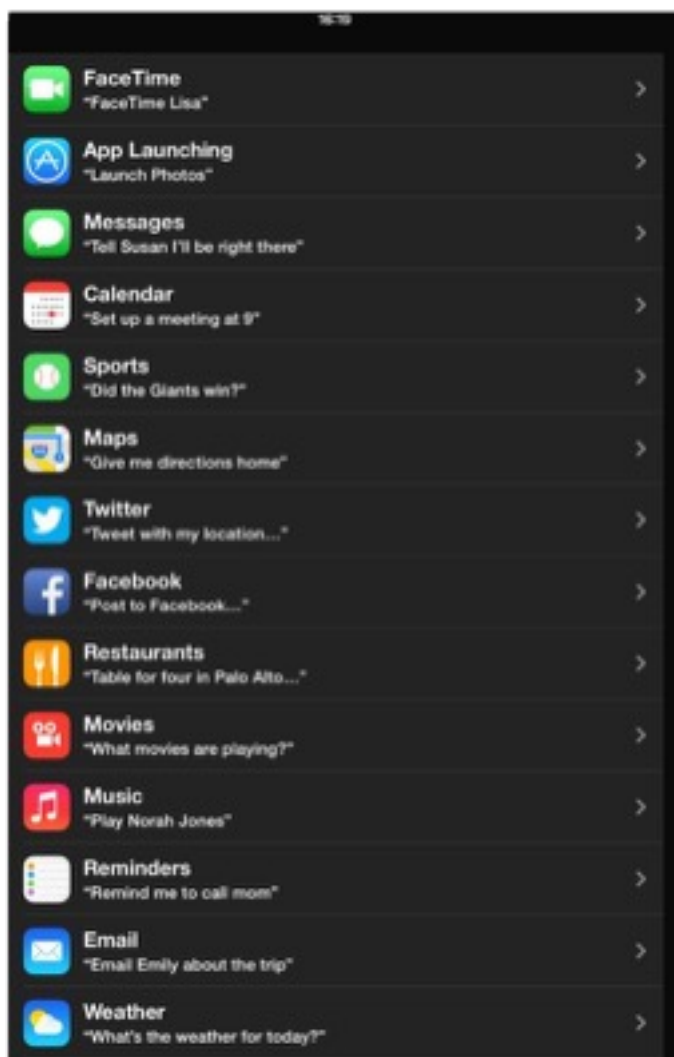 16:19
FaceTime
“FaceTime Lisa”
App Launching
“Launch Photos”
Messages
“Tell Susan I'll be right there”
Calendar
“Set up a meeting at 9”
Sports
“Did the Giants win?”
Maps
“Give me directions home”
Twitter
“Tweet with my location...”
Facebook
“Post to Facebook...”
Restaurants
“Table for four in Palo Alto...”
Movies
“What movies are playing?”
Music
“Play Norah Jones”
Reminders
“Remind me to call mom”
Email
“Email Emily about the trip”
Weather
“What's the weather for today?”